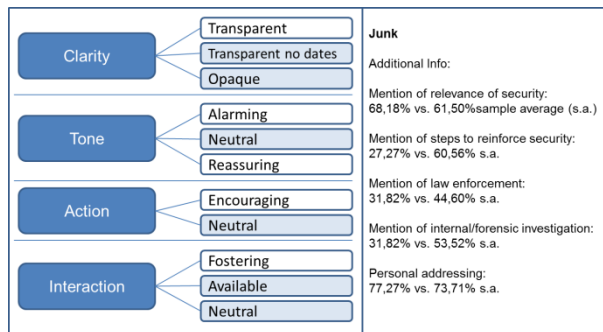 Clarity
Transparent
Transparent no dates
Opaque
Tone
Alarming
Neutral
Reassuring
Action
Encouraging
Neutral
Interaction
Fostering
Available
Neutral
Junk
Additional Info:
Mention of relevance of security:
68,18% vs. 61,50%sample average (s.a.)
Mention of steps to reinforce security:
27,27% vs. 60,56% s.a.
Mention of law enforcement:
31,82% vs. 44,60% s.a.
Mention of internal/forensic investigation:
31,82% vs. 53,52% s.a.
Personal addressing:
77,27% vs. 73,71% s.a.